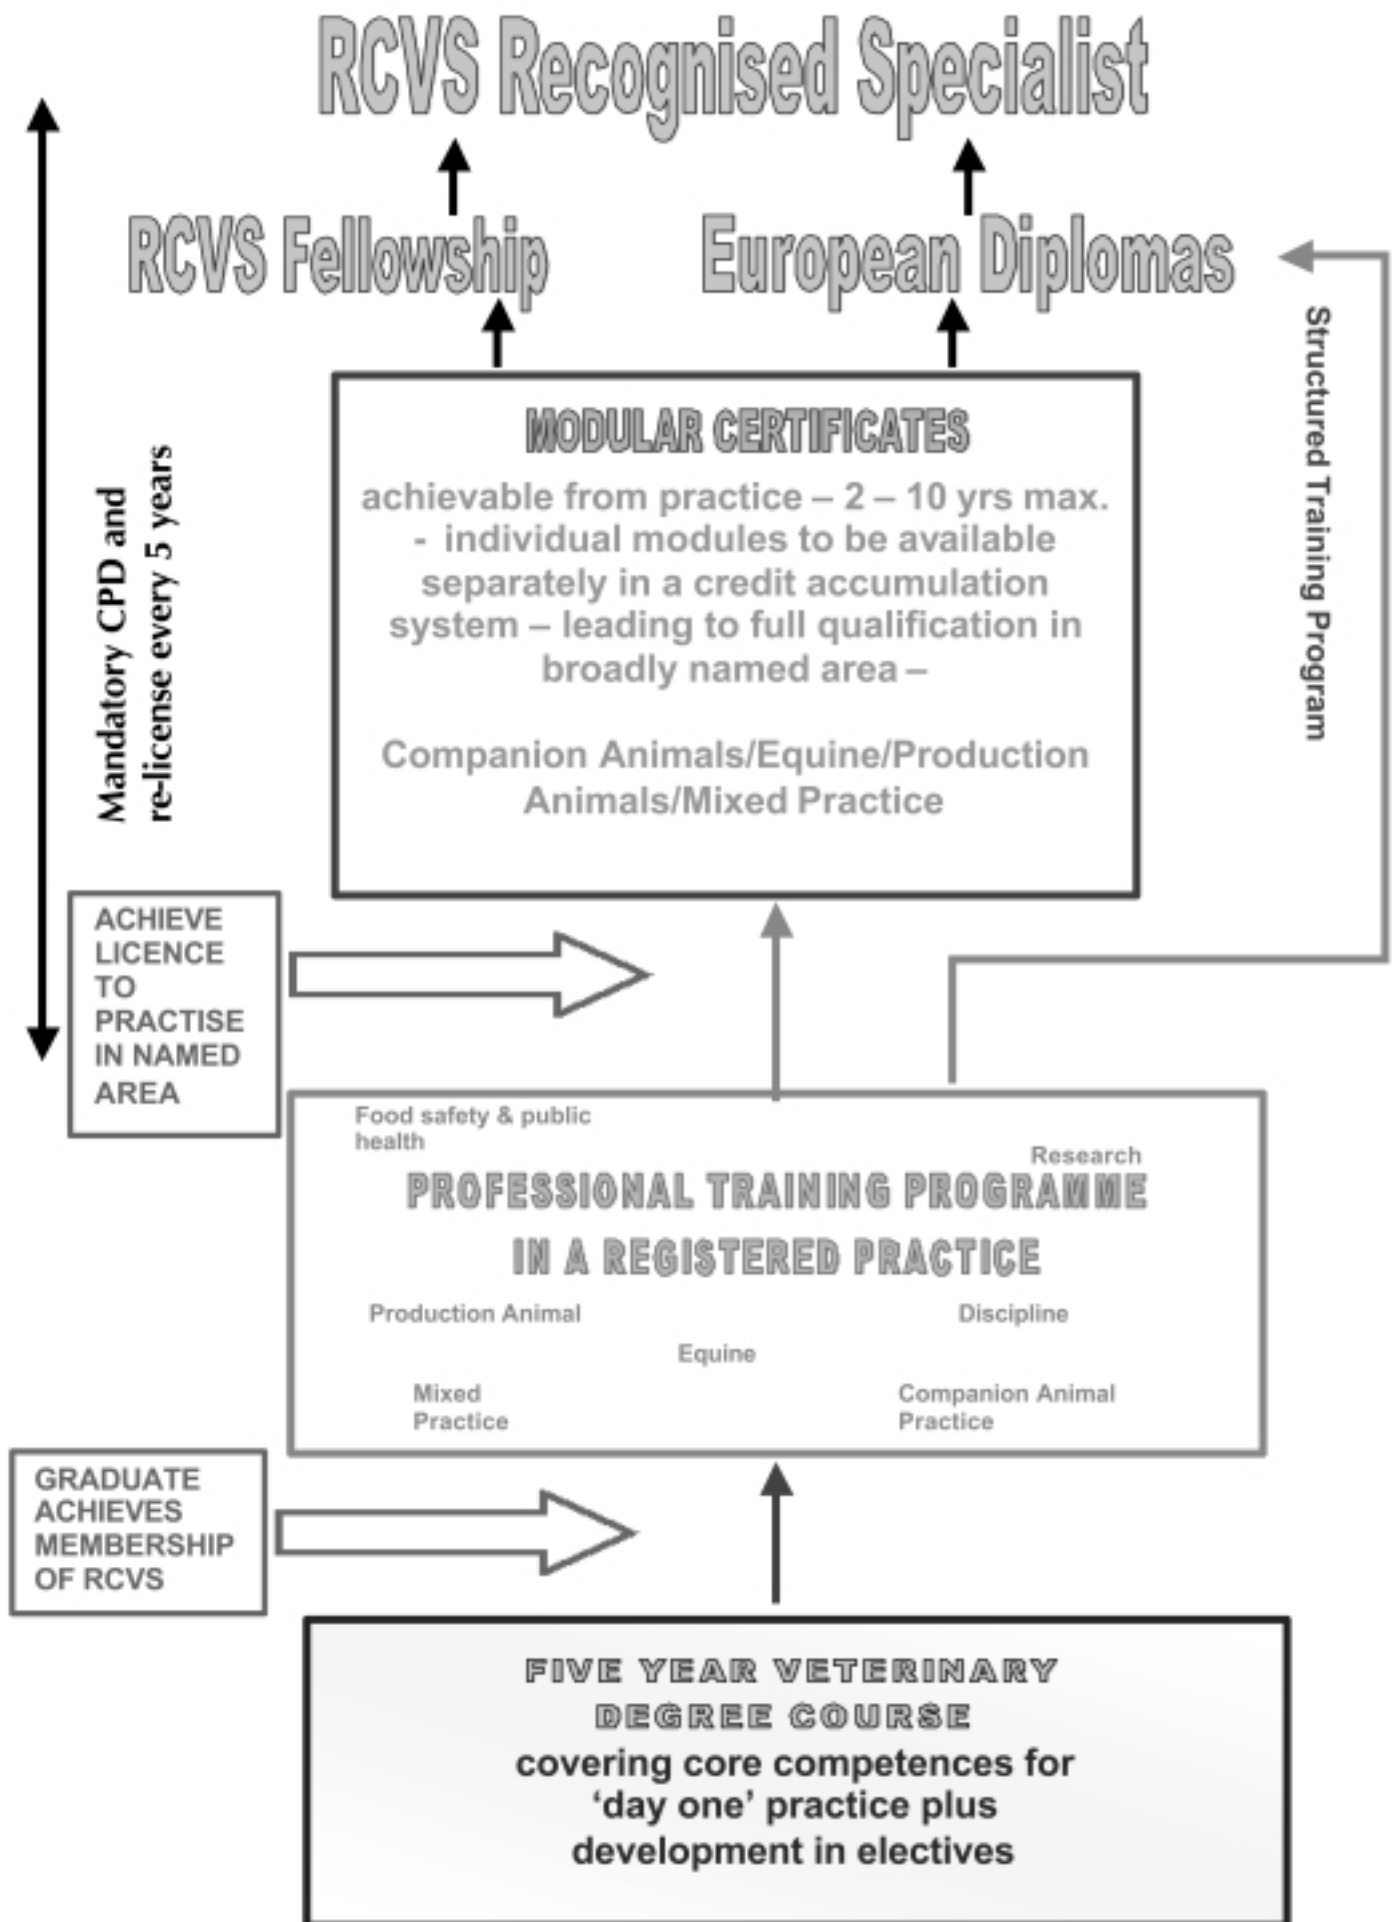 RCVS Recognised Specialist
RCVS Fellowship
European Diplomas
Structured Training Program
Mandatory CPD and
re-license every 5 years
MODULAR CERTIFICATES
achievable from practice – 2 – 10 yrs max.
- individual modules to be available
separately in a credit accumulation
system – leading to full qualification in
broadly named area –
Companion Animals/Equine/Production
Animals/Mixed Practice
ACHIEVE
LICENCE
TO
PRACTISE
IN NAMED
AREA
Food safety & public
health
Research
PROFESSIONAL TRAINING PROGRAMME
IN A REGISTERED PRACTICE
Production Animal
Discipline
Equine
Mixed
Practice
Companion Animal
Practice
GRADUATE
ACHIEVES
MEMBERSHIP
OF RCVS
FIVE YEAR VETERINARY
DEGREE COURSE
covering core competences for
‘day one’ practice plus
development in electives